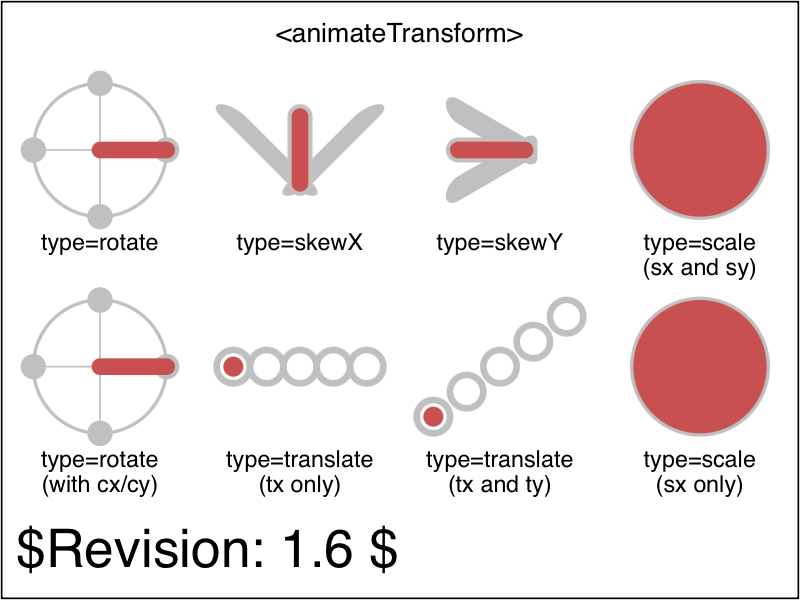 <animateTransform>
type=rotate
type=skewX
type=skewY
type=scale
(sx and sy)
type=rotate
(with cx/cy)
type=translate
(tx only)
type=translate
(tx and ty)
type=scale
(sx only)
$Revision: 1.6 $